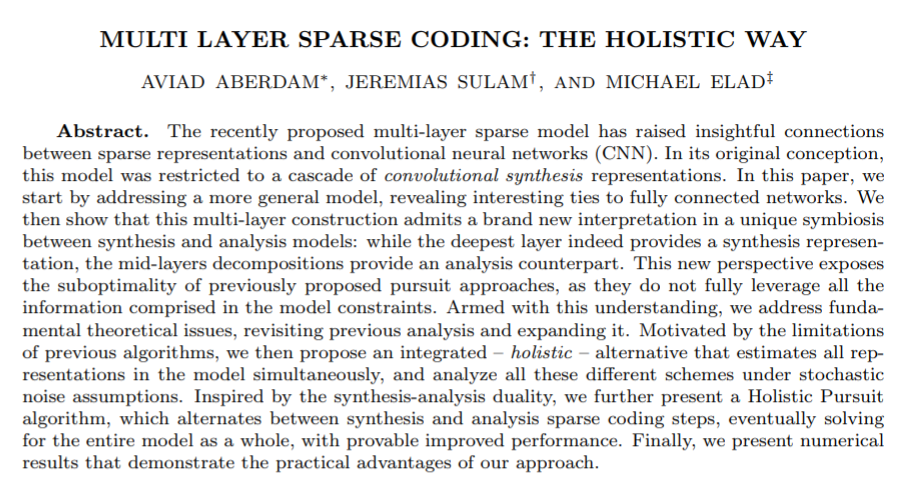 MULTI LAYER SPARSE CODING: THE HOLISTIC WAY
AVIAD ABERDAM*, JEREMIAS SULAM†, AND MICHAEL ELAD‡
Abstract. The recently proposed multi-layer sparse model has raised insightful connections
between sparse representations and convolutional neural networks (CNN). In its original conception,
this model was restricted to a cascade of convolutional synthesis representations. In this paper, we
start by addressing a more general model, revealing interesting ties to fully connected networks. We
then show that this multi-layer construction admits a brand new interpretation in a unique symbiosis
between synthesis and analysis models: while the deepest layer indeed provides a synthesis represen-
tation, the mid-layers decompositions provide an analysis counterpart. This new perspective exposes
the suboptimality of previously proposed pursuit approaches, as they do not fully leverage all the
information comprised in the model constraints. Armed with this understanding, we address funda-
mental theoretical issues, revisiting previous analysis and expanding it. Motivated by the limitations
of previous algorithms, we then propose an integrated – holistic – alternative that estimates all rep-
resentations in the model simultaneously, and analyze all these different schemes under stochastic
noise assumptions. Inspired by the synthesis-analysis duality, we further present a Holistic Pursuit
algorithm, which alternates between synthesis and analysis sparse coding steps, eventually solving
for the entire model as a whole, with provable improved performance. Finally, we present numerical
results that demonstrate the practical advantages of our approach.